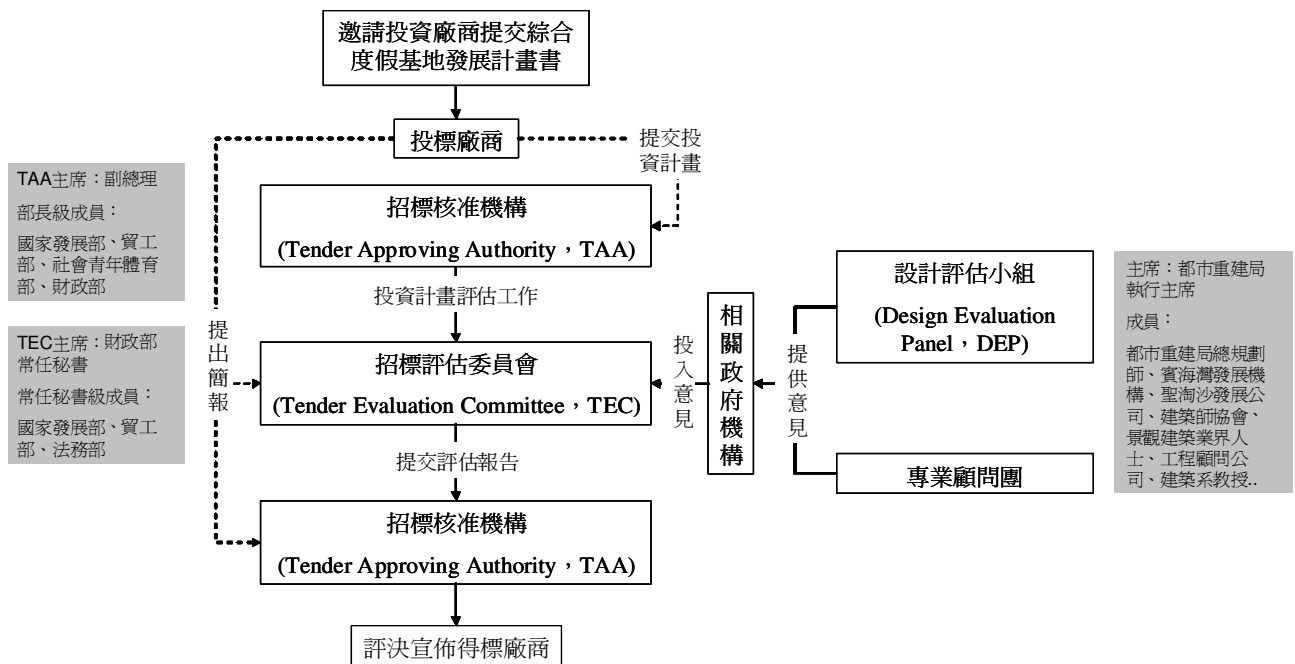 邀請投資廠商提交綜合
度假基地發展計畫書
投標廠商
提交投
資計畫
TAA主席：副總理
部長級成員：
國家發展部、貿工
部、社會青年體育
部、財政部
招標核准機構
(Tender Approving Authority，TAA)
投資計畫評估工作
TEC主席：財政部
常任秘書
常任秘書級成員：
國家發展部、貿工
部、法務部
提出簡報
招標評估委員會
(Tender Evaluation Committee，TEC)
投入意見
相關政府機構
提供意見
設計評估小組
(Design Evaluation
Panel，DEP)
專業顧問團
主席：都市重建局
執行主席
成員：
都市重建局總規劃
師、賓海灣發展機
構、聖淘沙發展公
司、建築師協會、
景觀建築業界人
士、工程顧問公
司、建築系教授..
提交評估報告
招標核准機構
(Tender Approving Authority，TAA)
評決宣佈得標廠商